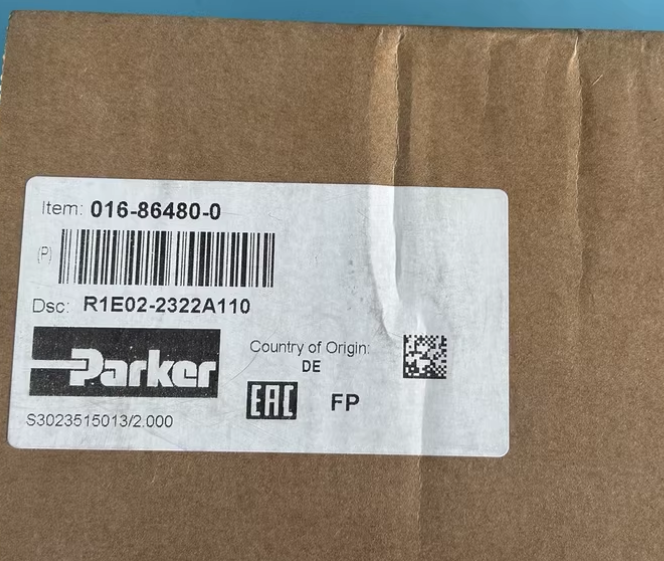 Item: 016-86480-0
(P)
Dsc: R1E02-2322A110
Parker
Country of Origin:
DE
EAC FP
S3023515013/2.000